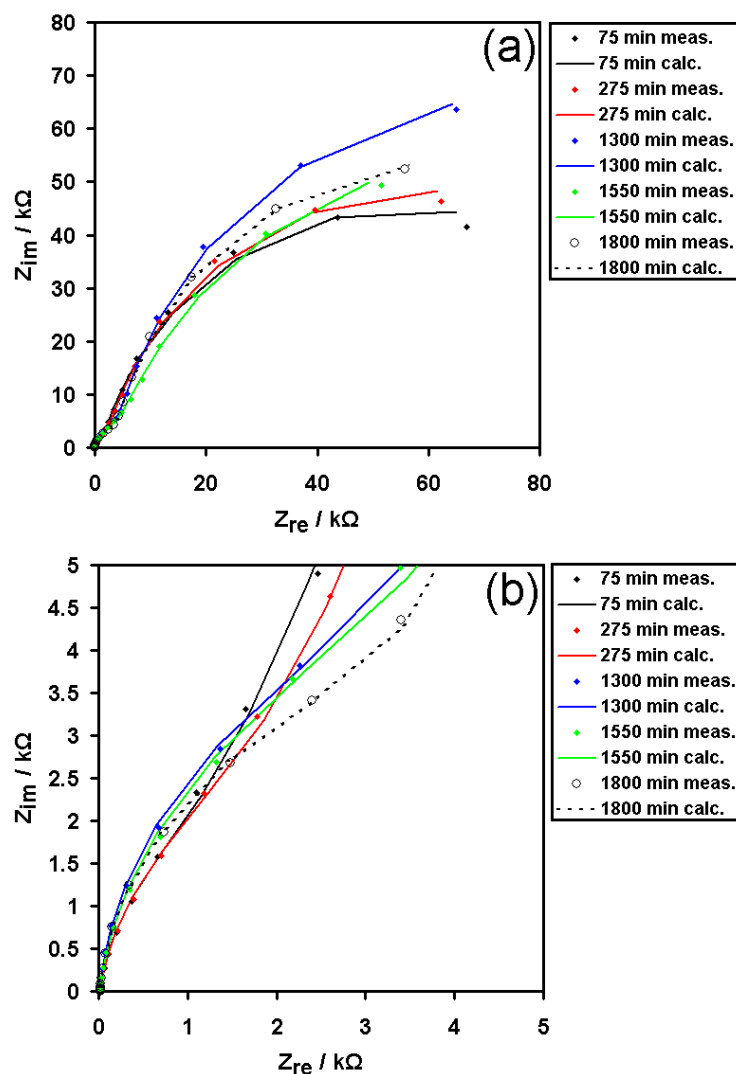 (a)
80
70
60
50
40
30
20
10
0
0 20 40 60 80
Zim / kΩ
Zre / kΩ
75 min meas.
75 min calc.
275 min meas.
275 min calc.
1300 min meas.
1300 min calc.
1550 min meas.
1550 min calc.
1800 min meas.
1800 min calc.
(b)
5
4.5
4
3.5
3
2.5
2
1.5
1
0.5
0
0 1 2 3 4 5
Zim / kΩ
Zre / kΩ
75 min meas.
75 min calc.
275 min meas.
275 min calc.
1300 min meas.
1300 min calc.
1550 min meas.
1550 min calc.
1800 min meas.
1800 min calc.